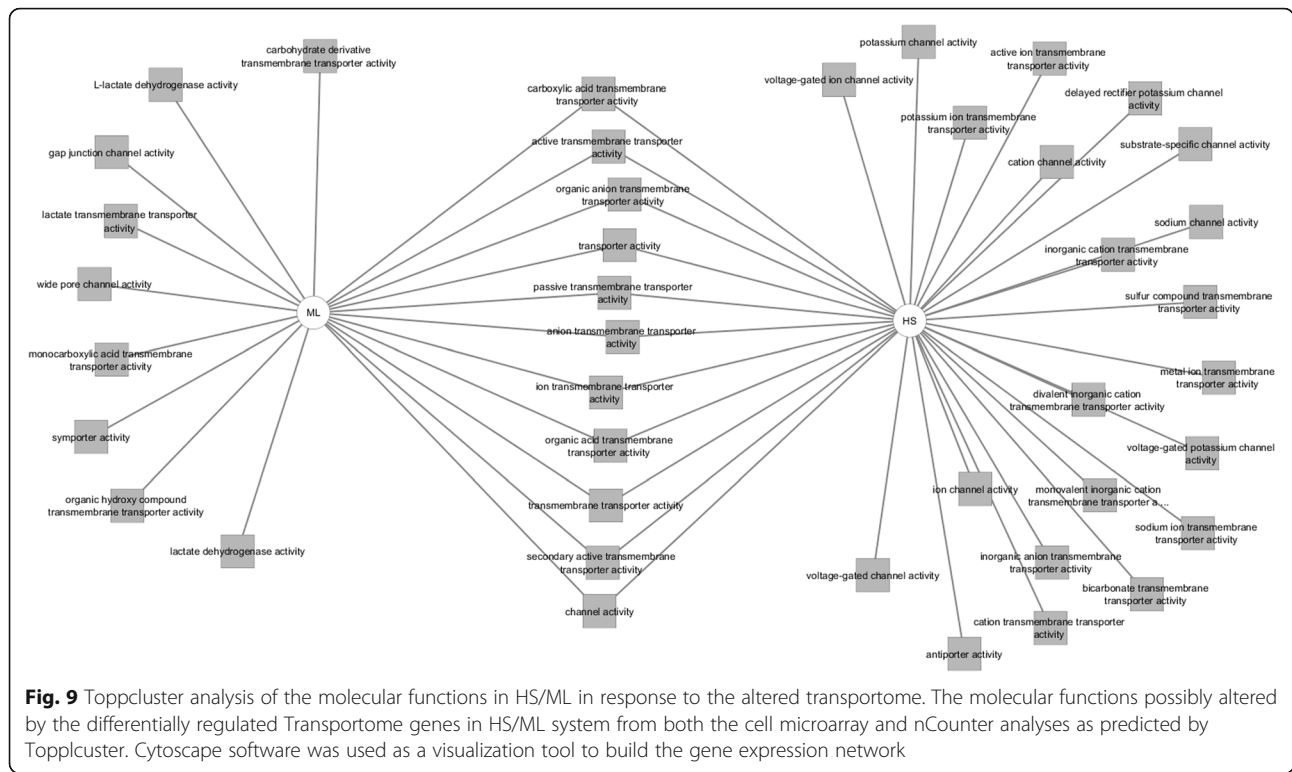 carbohydrate derivative
transmembrane transporter activity
L-lactate dehydrogenase activity
gap junction channel activity
lactate transmembrane transporter
activity
wide pore channel activity
ML
monocarboxylic acid transmembrane
transporter activity
symporter activity
organic hydroxy compound
transmembrane transporter activity
lactate dehydrogenase activity
carboxylic acid transmembrane
transporter activity
active transmembrane transporter
activity
organic anion transmembrane
transporter activity
transporter activity
passive transmembrane transporter
activity
anion transmembrane transporter
activity
ion transmembrane transporter
activity
organic acid transmembrane
transporter activity
transmembrane transporter activity
secondary active transmembrane
transporter activity
channel activity
potassium channel activity
voltage-gated ion channel activity
active ion transmembrane
transporter activity
delayed rectifier potassium channel
activity
potassium ion transmembrane
transporter activity
substrate-specific channel activity
cation channel activity
sodium channel activity
inorganic cation transmembrane
transporter activity
sulfur compound transmembrane
transporter activity
HS
metal ion transmembrane
transporter activity
divalent inorganic cation
transmembrane transporter activity
voltage-gated potassium channel
activity
ion channel activity
monovalent inorganic cation
transmembrane transporter a ...
sodium ion transmembrane
transporter activity
inorganic anion transmembrane
transporter activity
voltage-gated channel activity
bicarbonate transmembrane
transporter activity
cation transmembrane transporter
activity
antiporter activity
Fig. 9 Toppcluster analysis of the molecular functions in HS/ML in response to the altered transportome. The molecular functions possibly altered
by the differentially regulated Transportome genes in HS/ML system from both the cell microarray and nCounter analyses as predicted by
Topplcuster. Cytoscape software was used as a visualization tool to build the gene expression network